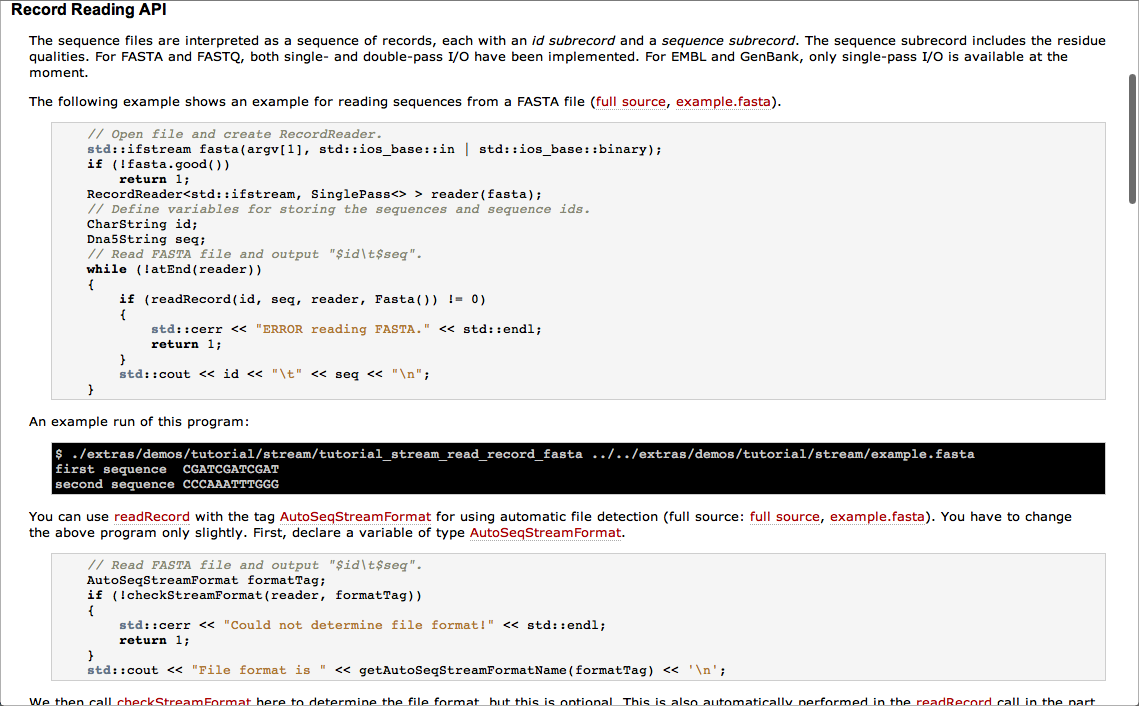 Record Reading API
The sequence files are interpreted as a sequence of records, each with an id subrecord and a sequence subrecord. The sequence subrecord includes the residue
qualities. For FASTA and FASTQ, both single- and double-pass I/O have been implemented. For EMBL and GenBank, only single-pass I/O is available at the
moment.
The following example shows an example for reading sequences from a FASTA file (full source, example.fasta).
// Open file and create RecordReader.
std::ifstream fasta(argv[1], std::ios_base::in | std::ios_base::binary);
if (!fasta.good())
return 1;
RecordReader<std::ifstream, SinglePass<> > reader(fasta);
// Define variables for storing the sequences and sequence ids.
CharString id;
Dna5String seq;
// Read FASTA file and output "$id\t$seq".
while (!atEnd(reader))
{
if (readRecord(id, seq, reader, Fasta()) != 0)
{
std::cerr << "ERROR reading FASTA." << std::endl;
return 1;
}
std::cout << id << "\t" << seq << "\n";
}
An example run of this program:
$ ./extras/demos/tutorial/stream/tutorial_stream_read_record_fasta ../../extras/demos/tutorial/stream/example.fasta
first sequence  CGATCGATCGAT
second sequence CCCAAATTTGGG
You can use readRecord with the tag AutoSeqStreamFormat for using automatic file detection (full source: full source, example.fasta). You have to change
the above program only slightly. First, declare a variable of type AutoSeqStreamFormat.
// Read FASTA file and output "$id\t$seq".
AutoSeqStreamFormat formatTag;
if (!checkStreamFormat(reader, formatTag))
{
std::cerr << "Could not determine file format!" << std::endl;
return 1;
}
std::cout << "File format is " << getAutoSeqStreamFormatName(formatTag) << '\n';
We then call checkStreamFormat here to determine the file format, but this is optional. This is also automatically performed in the readRecord call in the part